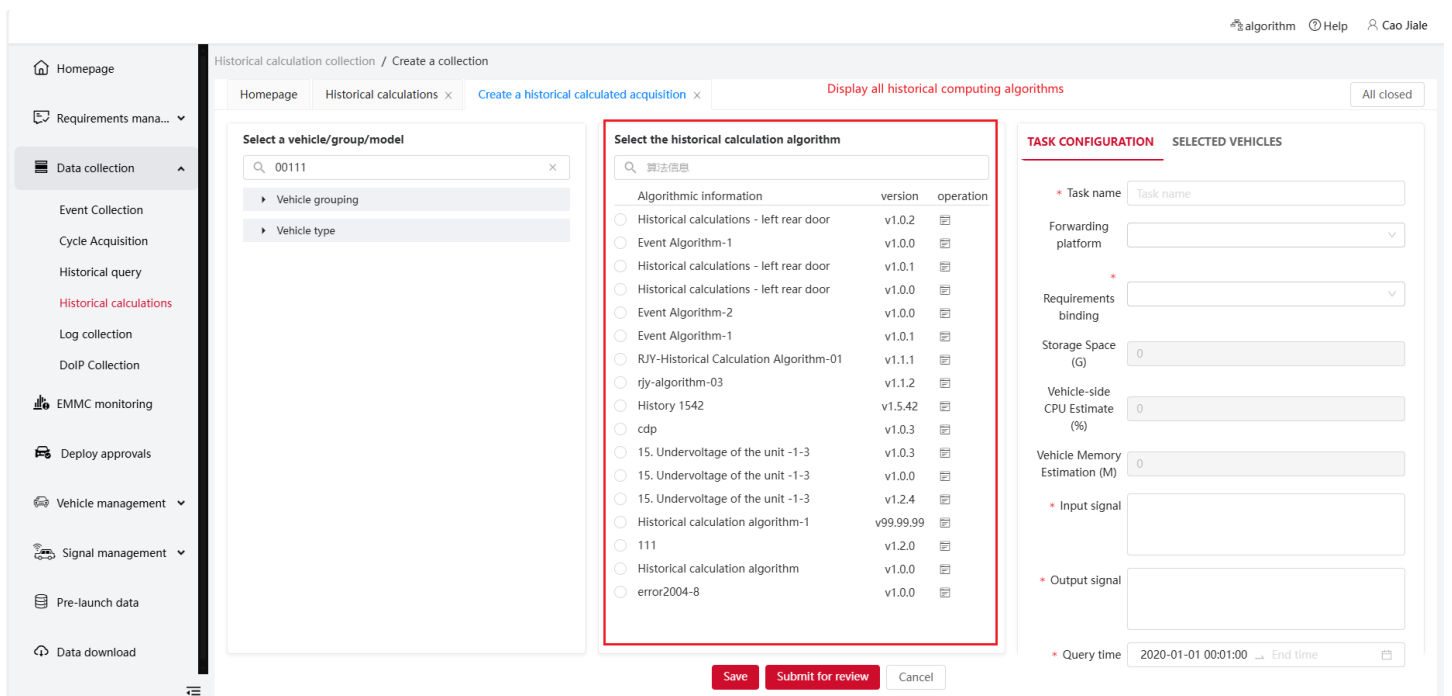 algorithm Help Cao Jiale
Homepage
Requirements mana...
Data collection
Event Collection
Cycle Acquisition
Historical query
Historical calculations
Log collection
DoIP Collection
EMMC monitoring
Deploy approvals
Vehicle management
Signal management
Pre-launch data
Data download
Historical calculation collection / Create a collection
Homepage Historical calculations × Create a historical calculated acquisition ×
Display all historical computing algorithms
All closed
Select a vehicle/group/model
00111 ×
Vehicle grouping
Vehicle type
Select the historical calculation algorithm
算法信息
Algorithmic information version operation
Historical calculations - left rear door v1.0.2
Event Algorithm-1 v1.0.0
Historical calculations - left rear door v1.0.1
Historical calculations - left rear door v1.0.0
Event Algorithm-2 v1.0.0
Event Algorithm-1 v1.0.1
RJY-Historical Calculation Algorithm-01 v1.1.1
rjy-algorithm-03 v1.1.2
History 1542 v1.5.42
cdp v1.0.3
15. Undervoltage of the unit -1-3 v1.0.3
15. Undervoltage of the unit -1-3 v1.0.0
15. Undervoltage of the unit -1-3 v1.2.4
Historical calculation algorithm-1 v99.99.99
111 v1.2.0
Historical calculation algorithm v1.0.0
error2004-8 v1.0.0
TASK CONFIGURATION SELECTED VEHICLES
* Task name Task name
Forwarding
platform
*
Requirements
binding
Storage Space
(G) 0
Vehicle-side
CPU Estimate 0
(%)
Vehicle Memory
Estimation (M) 0
* Input signal
* Output signal
* Query time 2020-01-01 00:01:00 → End time
Save Submit for review Cancel